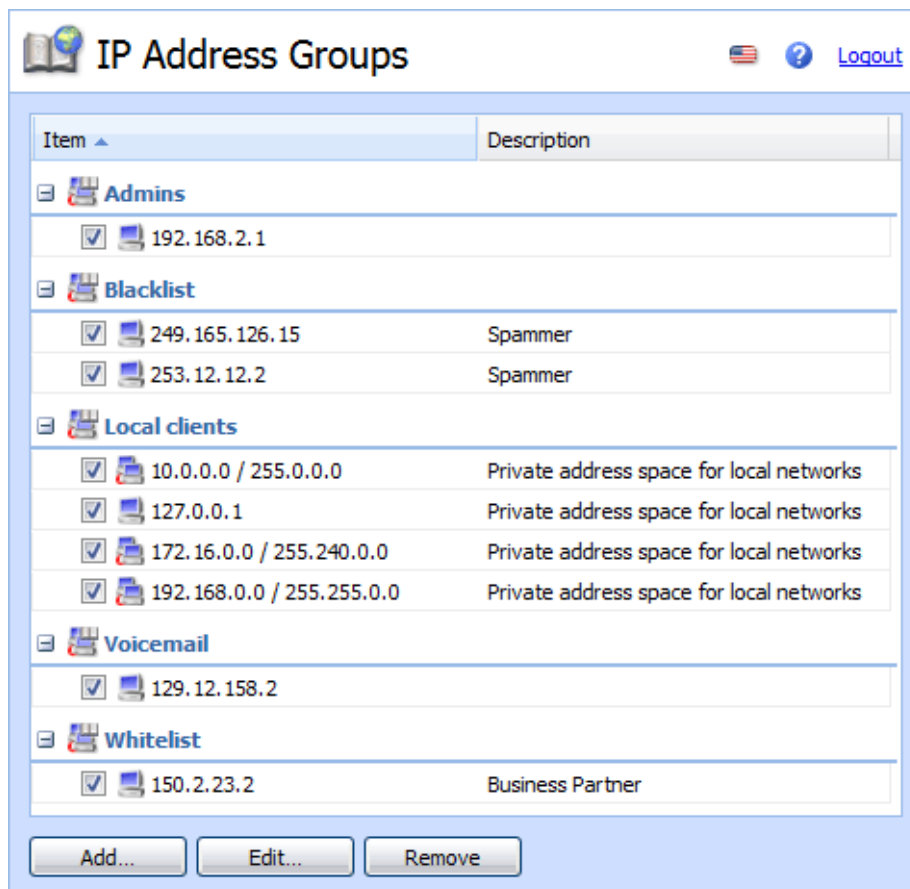 IP Address Groups Logout
Item Description
Admins
192.168.2.1
Blacklist
249.165.126.15 Spammer
253.12.12.2 Spammer
Local clients
10.0.0.0 / 255.0.0.0 Private address space for local networks
127.0.0.1 Private address space for local networks
172.16.0.0 / 255.240.0.0 Private address space for local networks
192.168.0.0 / 255.255.0.0 Private address space for local networks
Voicemail
129.12.158.2
Whitelist
150.2.23.2 Business Partner
Add... Edit... Remove